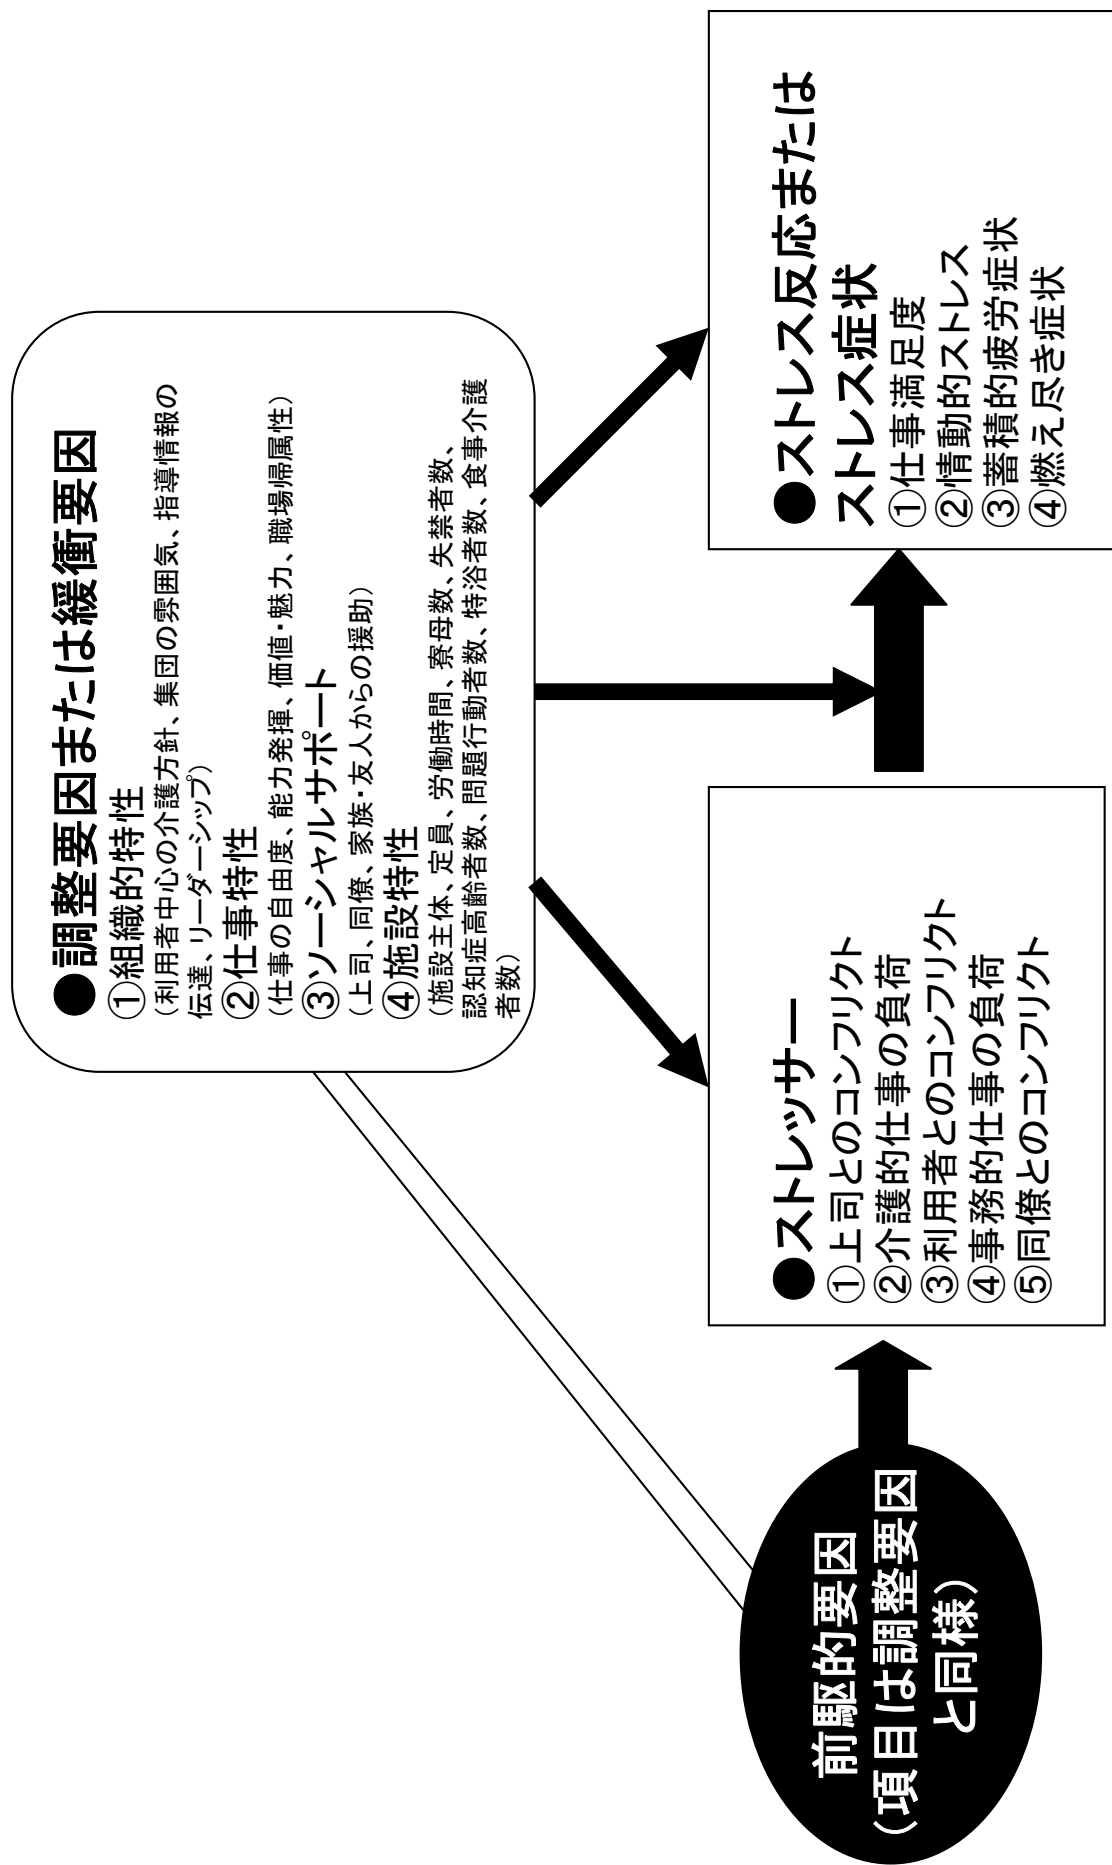 ●調整要因または緩衝要因
①組織的特性
(利用者中心の介護方針、集団の雰囲気、指導情報の
伝達、リーダーシップ)
②仕事特性
(仕事の自由度、能力発揮、価値・魅力、職場帰属性)
③ソーシャルサポート
(上司、同僚、家族・友人からの援助)
④施設特性
(施設主体、定員、労働時間、寮母数、失禁者数、
認知症高齢者数、問題行動者数、特浴者数、食事介護
者数)
前駆的要因
(項目は調整要因
と同様)
●ストレッサー
①上司とのコンフリクト
②介護的仕事の負荷
③利用者とのコンフリクト
④事務的仕事の負荷
⑤同僚とのコンフリクト
●ストレス反応または
ストレス症状
①仕事満足度
②情動的ストレス
③蓄積的疲労症状
④燃え尽き症状